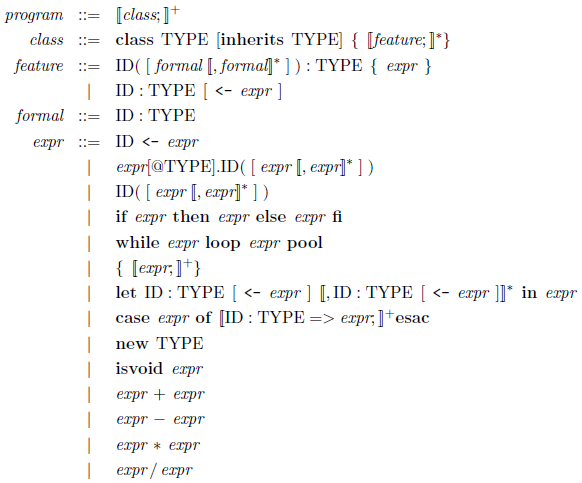 program ::= ⟦class;⟧⁺
class ::= class TYPE [inherits TYPE] { ⟦feature;⟧*}
feature ::= ID( [ formal ⟦,formal⟧* ] ) : TYPE { expr }
| ID : TYPE [ <- expr ]
formal ::= ID : TYPE
expr ::= ID <- expr
| expr[@TYPE].ID( [ expr ⟦,expr⟧* ] )
| ID( [ expr ⟦,expr⟧* ] )
| if expr then expr else expr fi
| while expr loop expr pool
| { ⟦expr;⟧⁺}
| let ID : TYPE [ <- expr ] ⟦,ID : TYPE [ <- expr ]⟧* in expr
| case expr of ⟦ID : TYPE => expr;⟧⁺esac
| new TYPE
| isvoid expr
| expr + expr
| expr − expr
| expr ∗ expr
| expr / expr